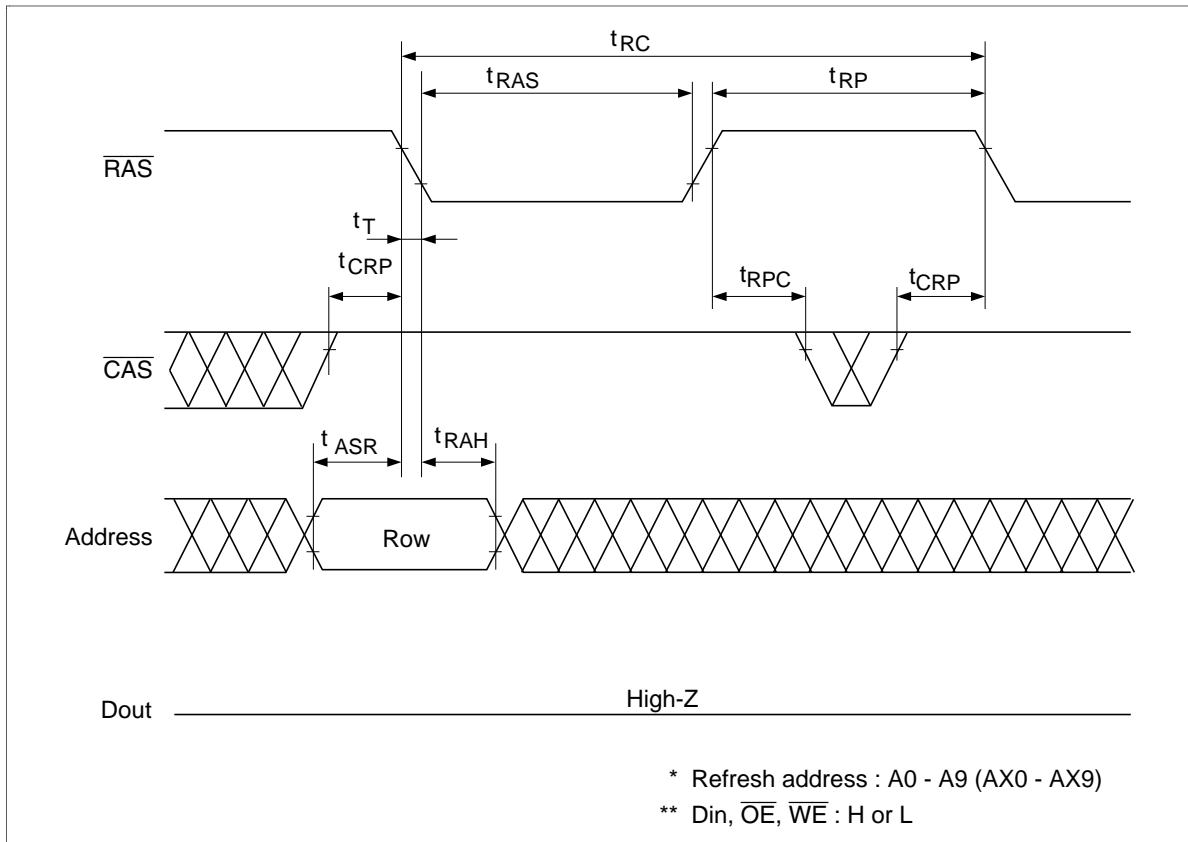 tRC
tRAS
tRP
RAS
tT
tCRP
tRPC
tCRP
CAS
tASR
tRAH
Address
Row
Dout
High-Z
* Refresh address : A0 - A9 (AX0 - AX9)
** Din, OE, WE : H or L